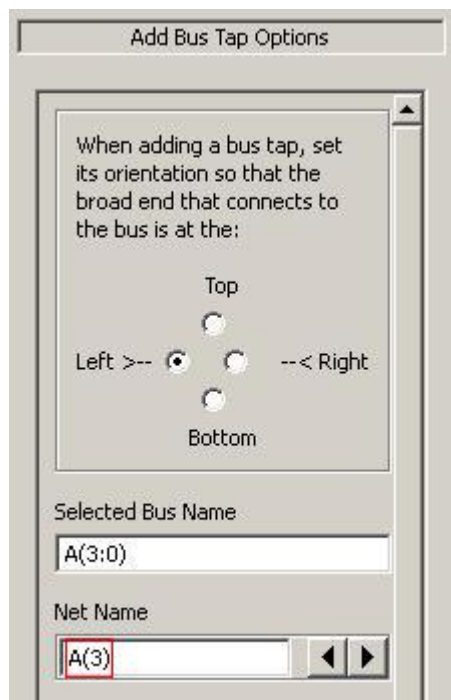 Add Bus Tap Options
When adding a bus tap, set
its orientation so that the
broad end that connects to
the bus is at the:
Top
Left >-- --< Right
Bottom
Selected Bus Name
A(3:0)
Net Name
A(3)